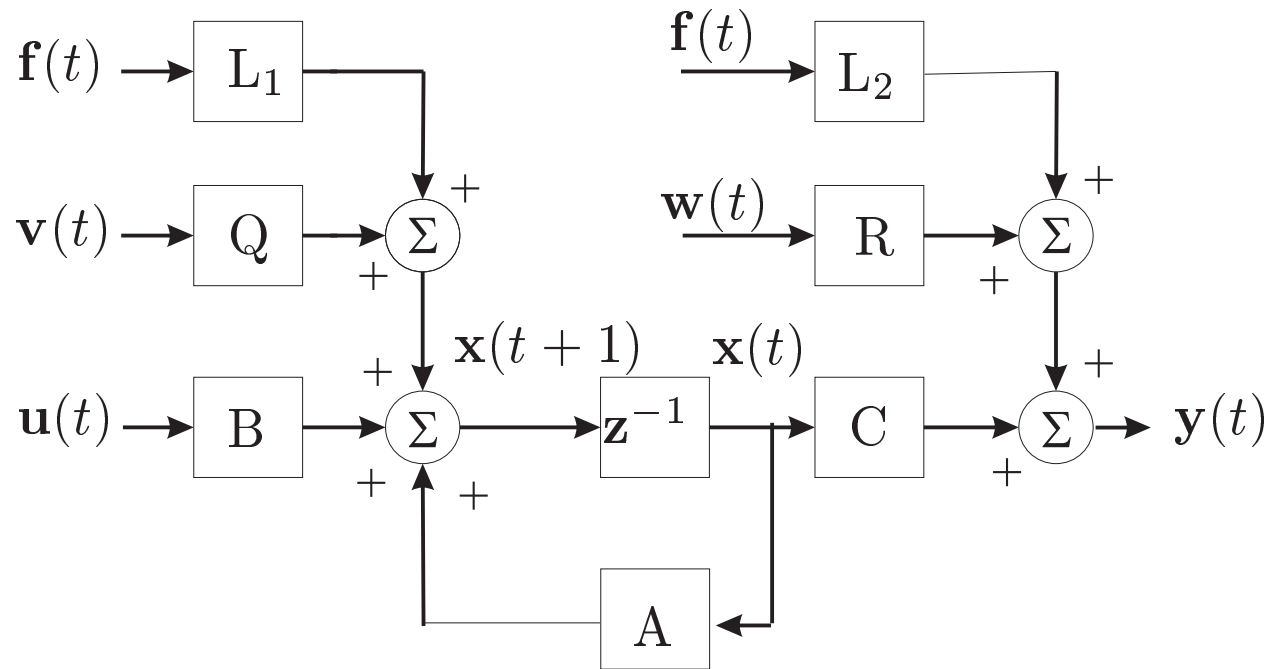 f(t) L₁ f(t) L₂
+ +
v(t) Q Σ w(t) R Σ
+ +
x(t + 1) x(t)
+ +
u(t) B Σ z⁻¹ C Σ y(t)
+ + +
A